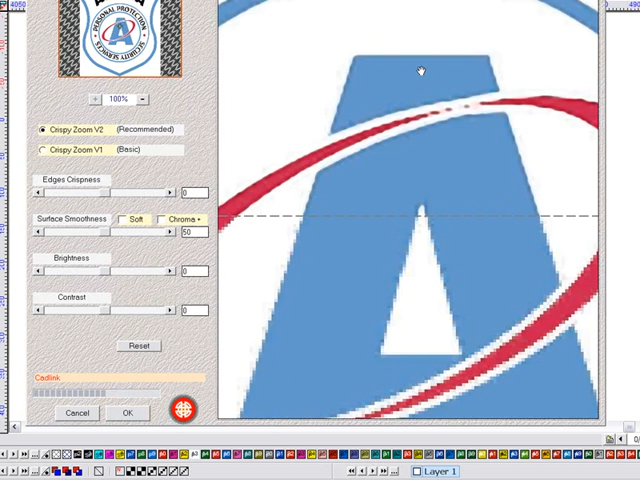 4050
PERSONAL PROTECTION
A
SECURITY SERVICES
+ 100% -
Crispy Zoom V2 (Recommended)
Crispy Zoom V1 (Basic)
Edges Crispness
0
Surface Smoothness Soft Chroma +
50
Brightness
0
Contrast
0
Reset
Cadlink
Cancel OK
Layer 1